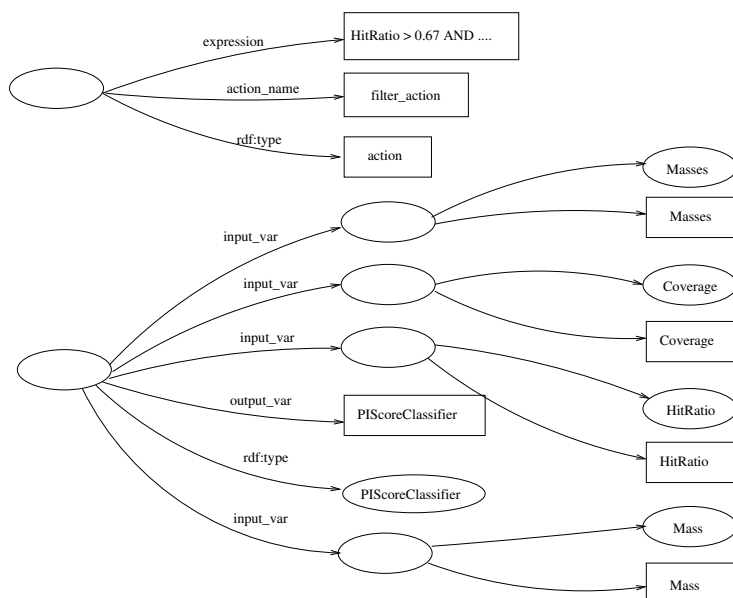 expression
HitRatio > 0.67 AND ....
action_name
filter_action
rdf:type
action
Masses
Masses
input_var
input_var
Coverage
Coverage
input_var
output_var
PIScoreClassifier
HitRatio
HitRatio
rdf:type
PIScoreClassifier
input_var
Mass
Mass